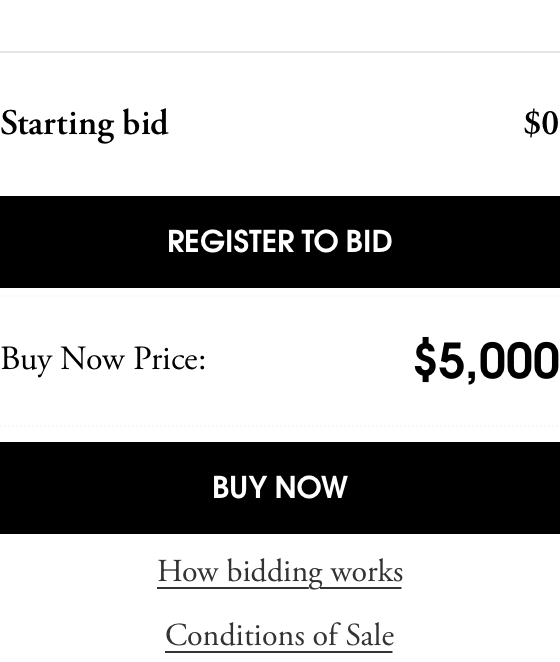 Starting bid $0
REGISTER TO BID
Buy Now Price: $5,000
BUY NOW
How bidding works
Conditions of Sale